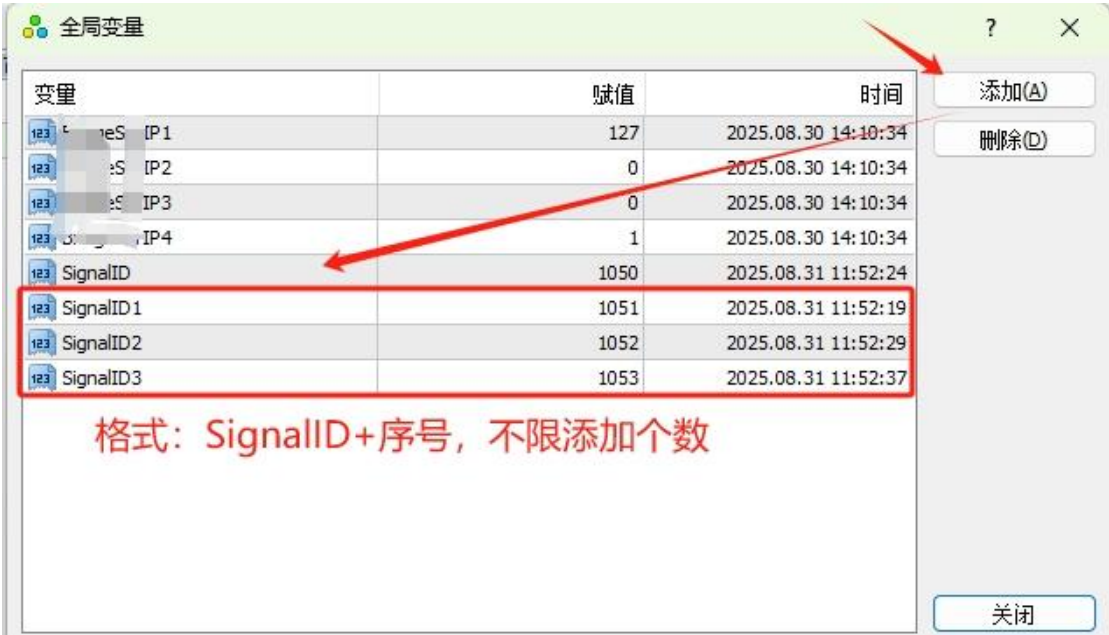 全局变量
变量 赋值 时间 添加(A)
IP1 127 2025.08.30 14:10:34 删除(D)
IP2 0 2025.08.30 14:10:34
IP3 0 2025.08.30 14:10:34
IP4 1 2025.08.30 14:10:34
SignalID 1050 2025.08.31 11:52:24
SignalID1 1051 2025.08.31 11:52:19
SignalID2 1052 2025.08.31 11:52:29
SignalID3 1053 2025.08.31 11:52:37
格式：SignalID+序号，不限添加个数
关闭